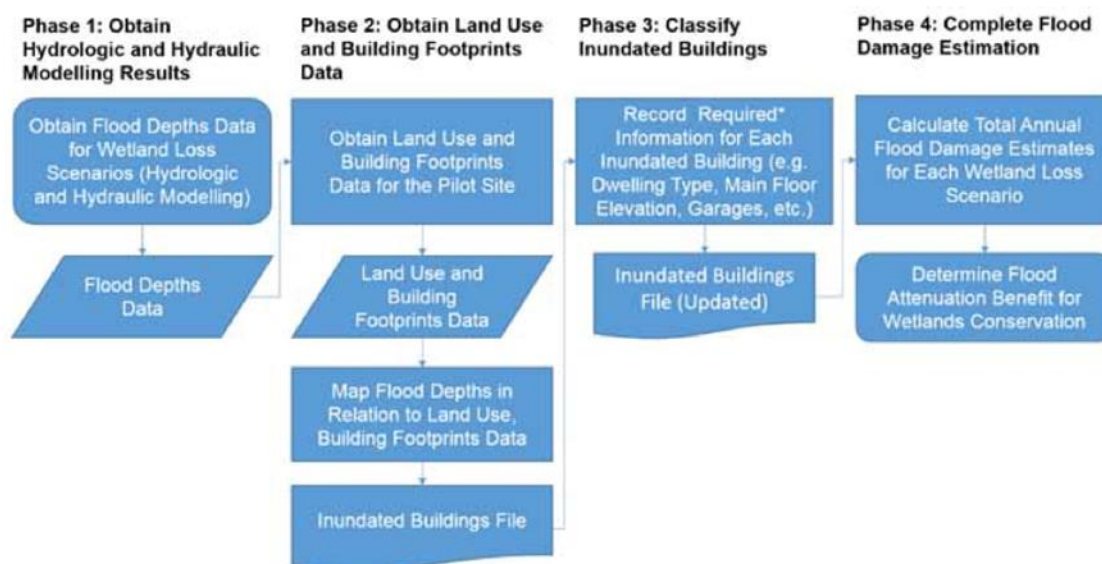 Phase 1: Obtain
Hydrologic and Hydraulic
Modelling Results
Obtain Flood Depths Data
for Wetland Loss
Scenarios (Hydrologic
and Hydraulic Modelling)
Flood Depths
Data
Phase 2: Obtain Land Use
and Building Footprints
Data
Obtain Land Use and
Building Footprints
Data for the Pilot Site
Land Use and
Building
Footprints Data
Map Flood Depths in
Relation to Land Use,
Building Footprints Data
Inundated Buildings File
Phase 3: Classify
Inundated Buildings
Record Required*
Information for Each
Inundated Building (e.g.
Dwelling Type, Main Floor
Elevation, Garages, etc.)
Inundated Buildings
File (Updated)
Phase 4: Complete Flood
Damage Estimation
Calculate Total Annual
Flood Damage Estimates
for Each Wetland Loss
Scenario
Determine Flood
Attenuation Benefit for
Wetlands Conservation